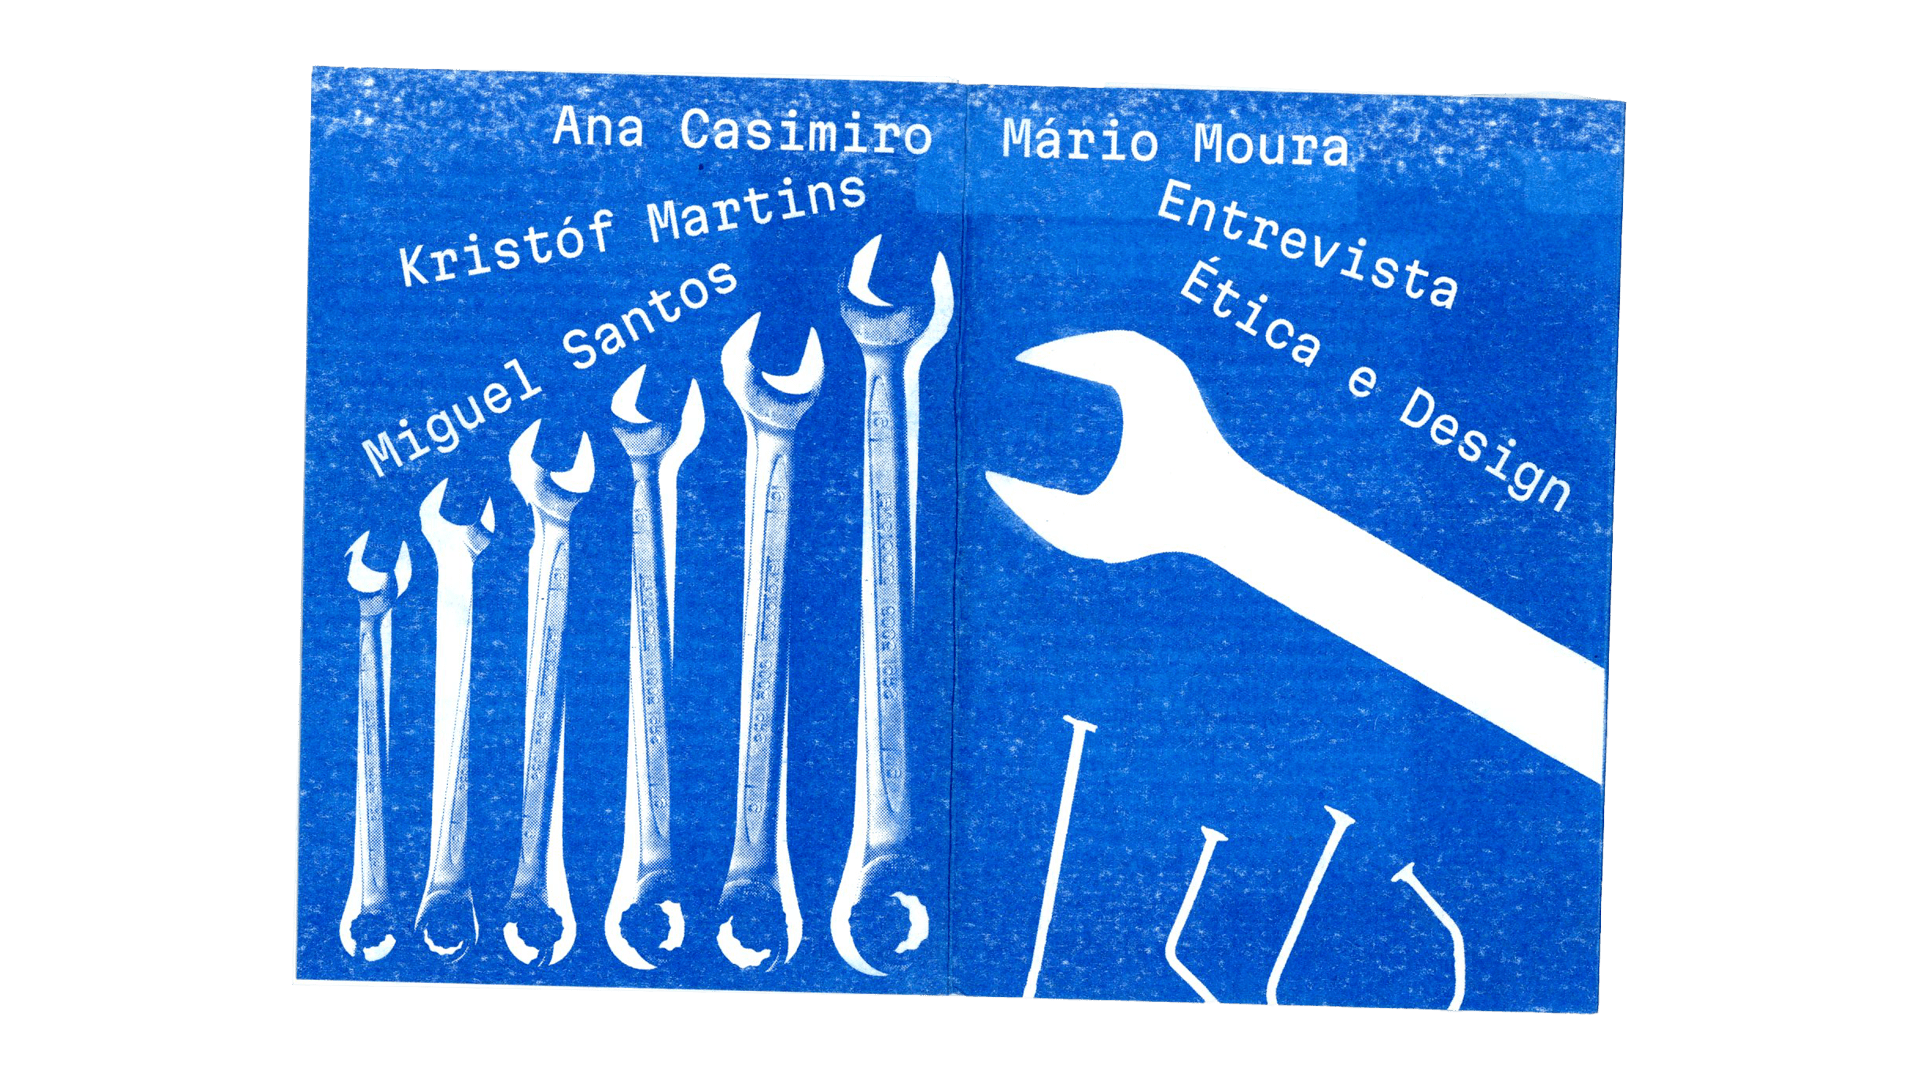 Ana Casimiro
Kristóf Martins
Miguel Santos
Mário Moura
Entrevista
Ética e Design